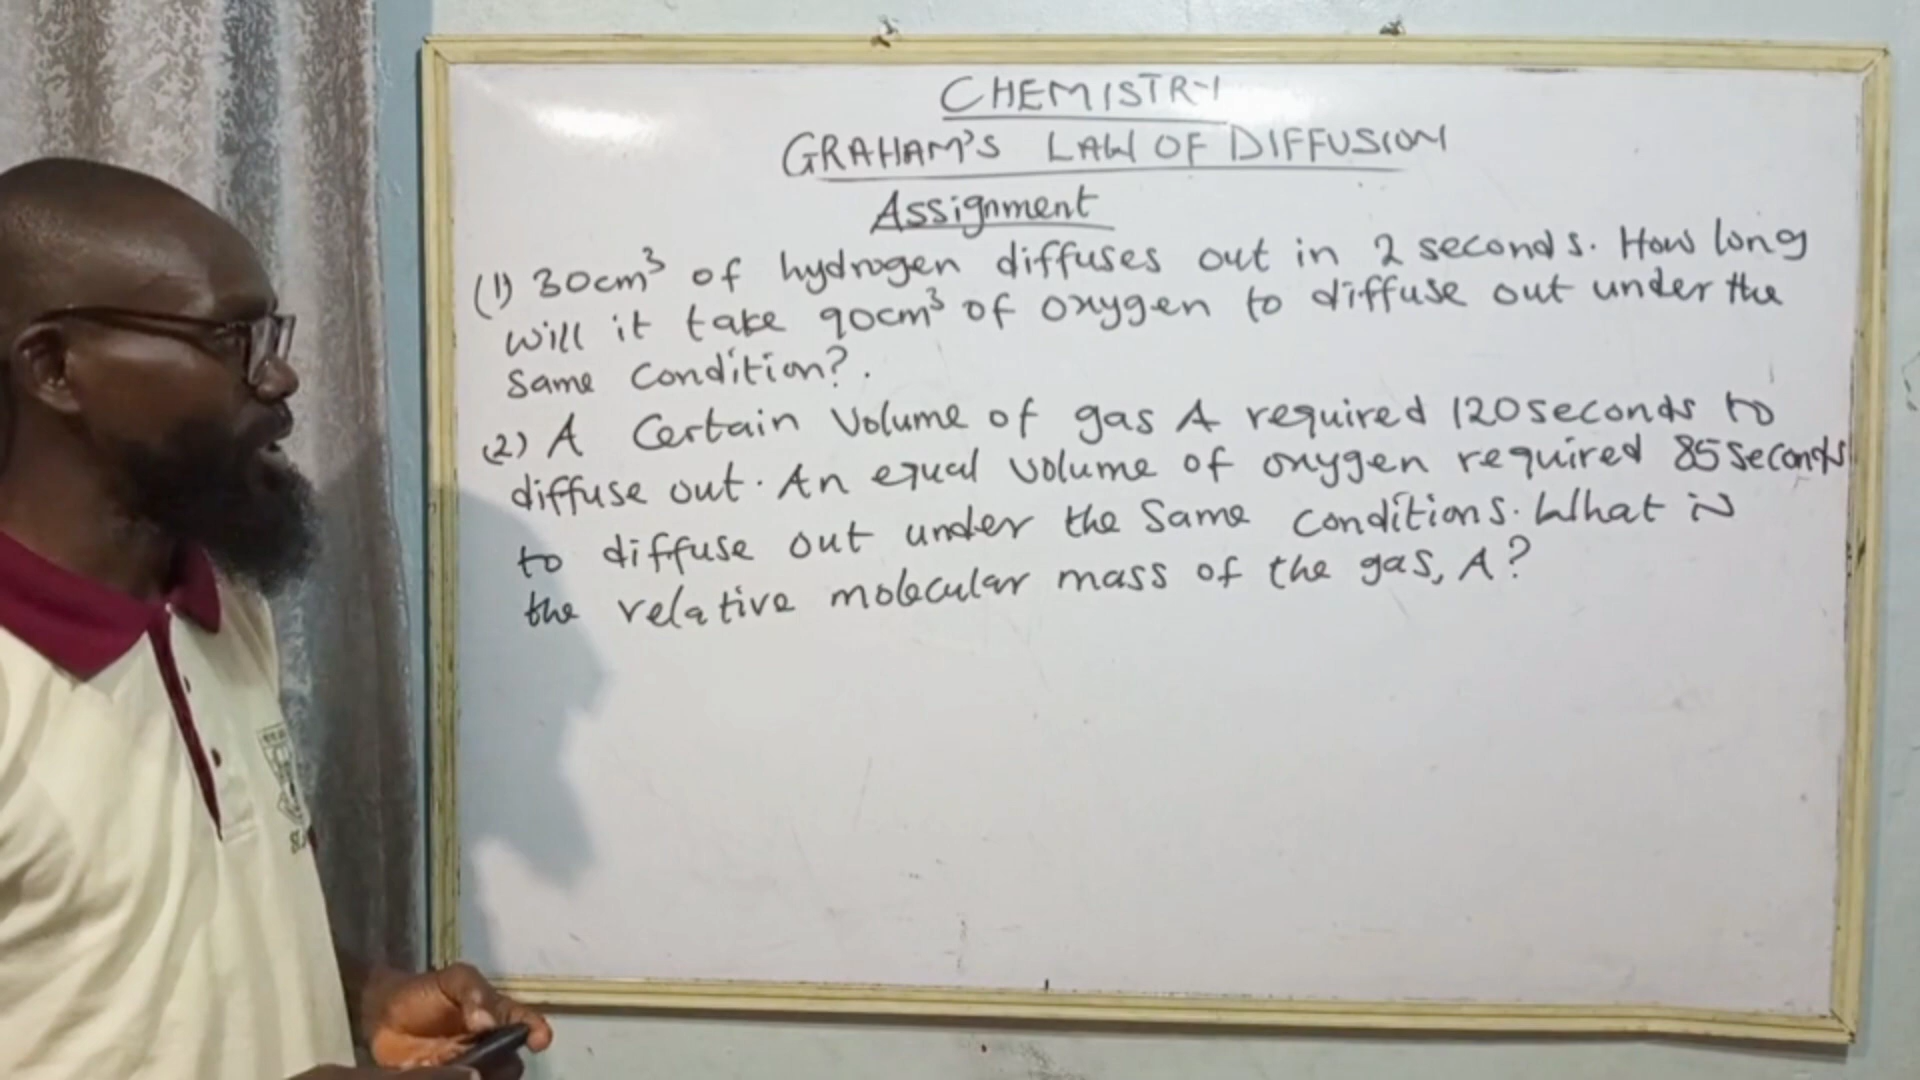 CHEMISTRY
GRAHAM'S LAW OF DIFFUSION
Assignment
(1) 30cm³ of hydrogen diffuses out in 2 seconds. How long
will it take 90cm³ of oxygen to diffuse out under the
same condition?.
(2) A Certain Volume of gas A required 120seconds to
diffuse out. An equal volume of oxygen required 85seconds
to diffuse out under the same conditions. What is
the relative molecular mass of the gas, A?